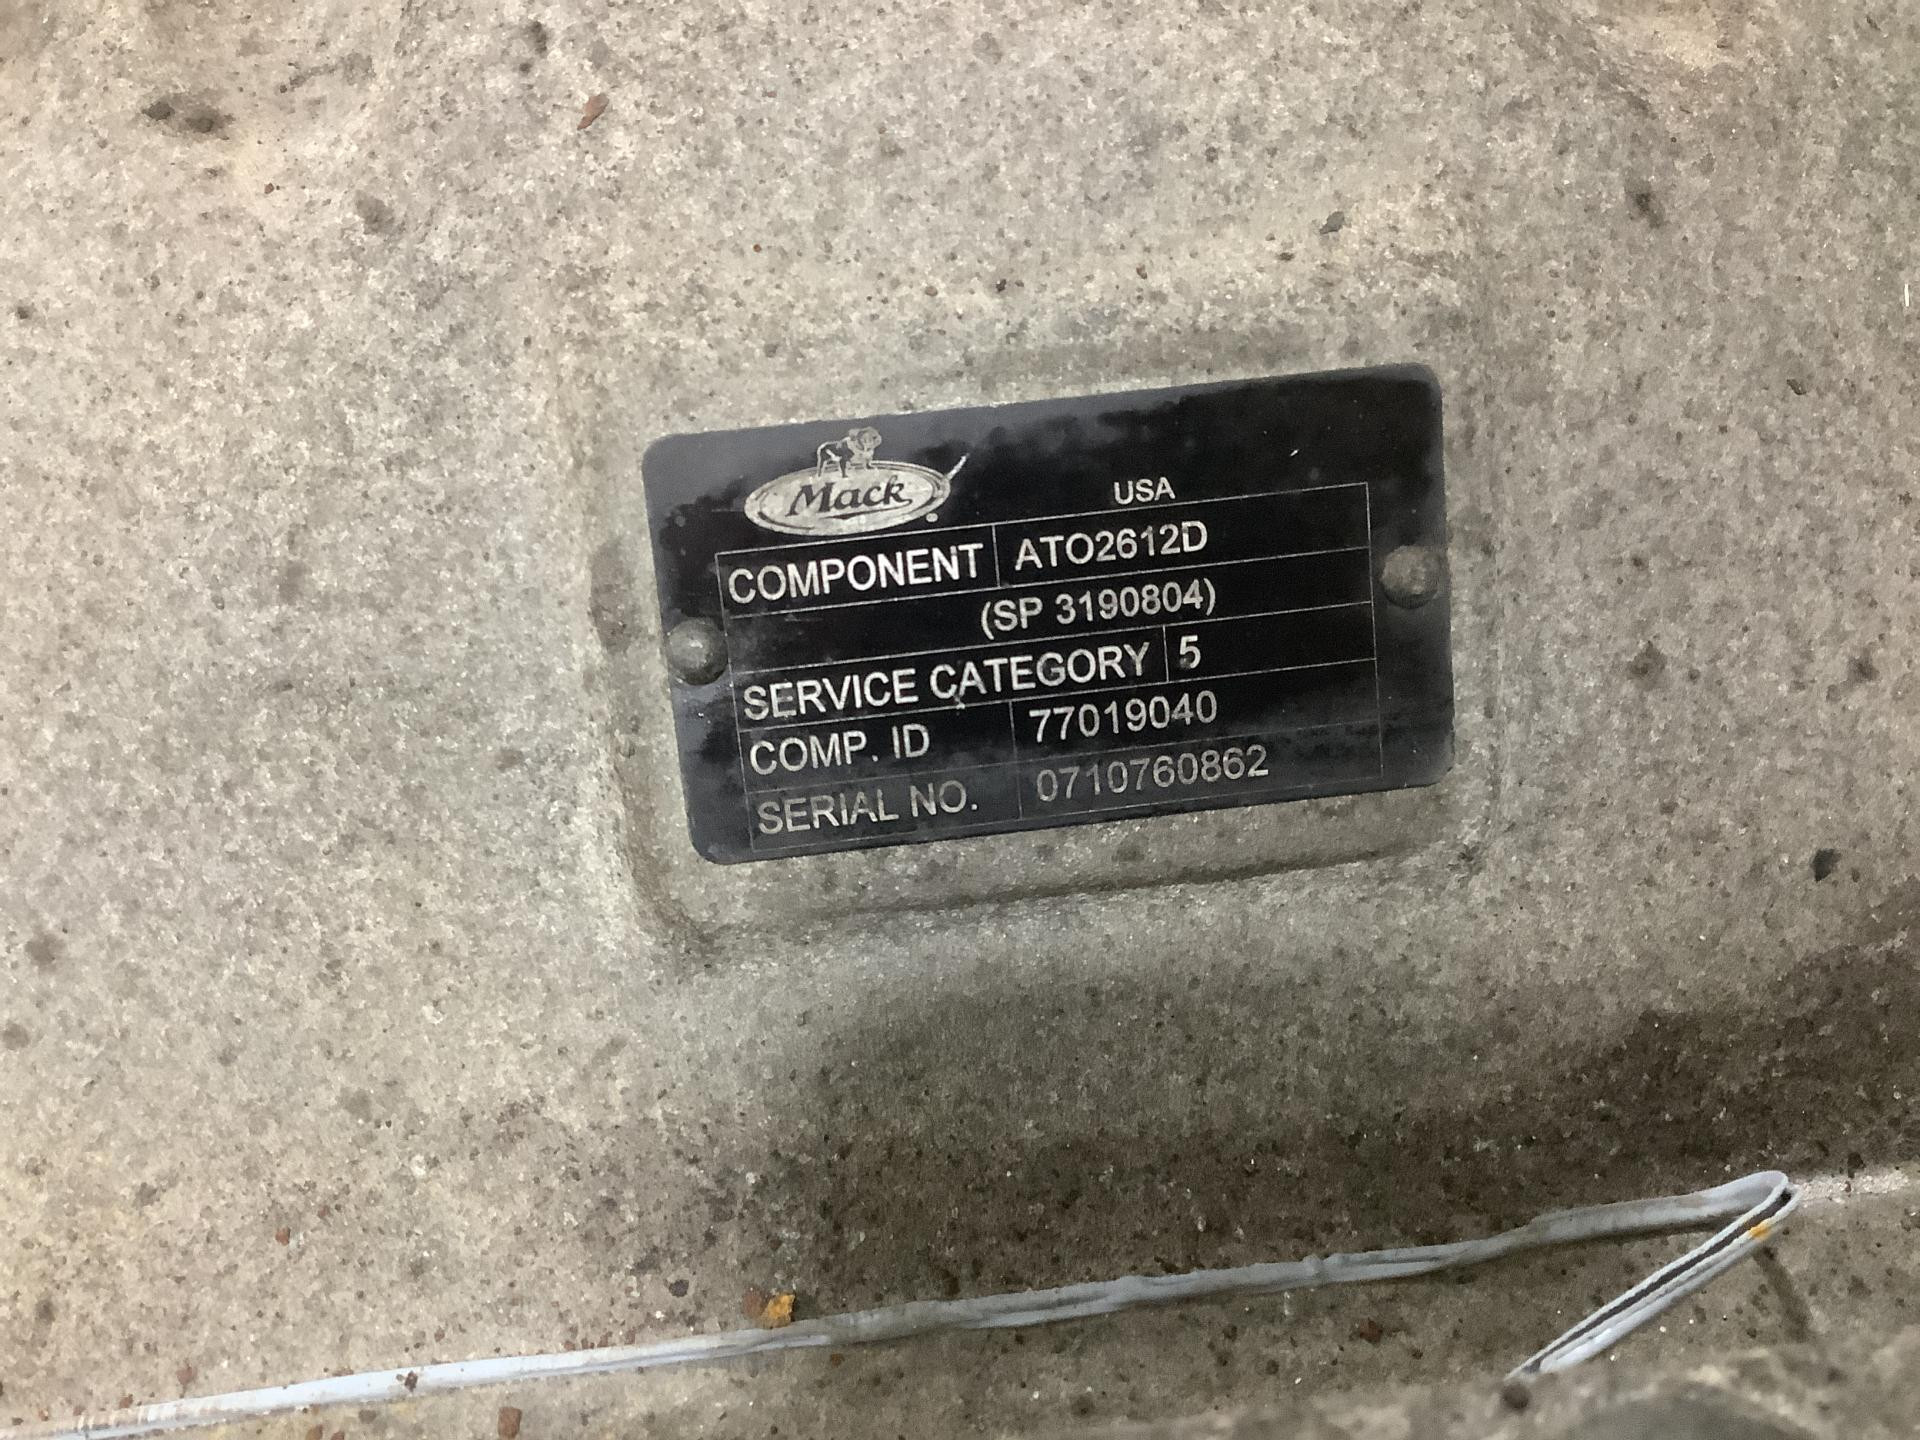 Mack
USA
COMPONENT ATO2612D
(SP 3190804)
SERVICE CATEGORY 5
COMP. ID 77019040
SERIAL NO. 0710760862